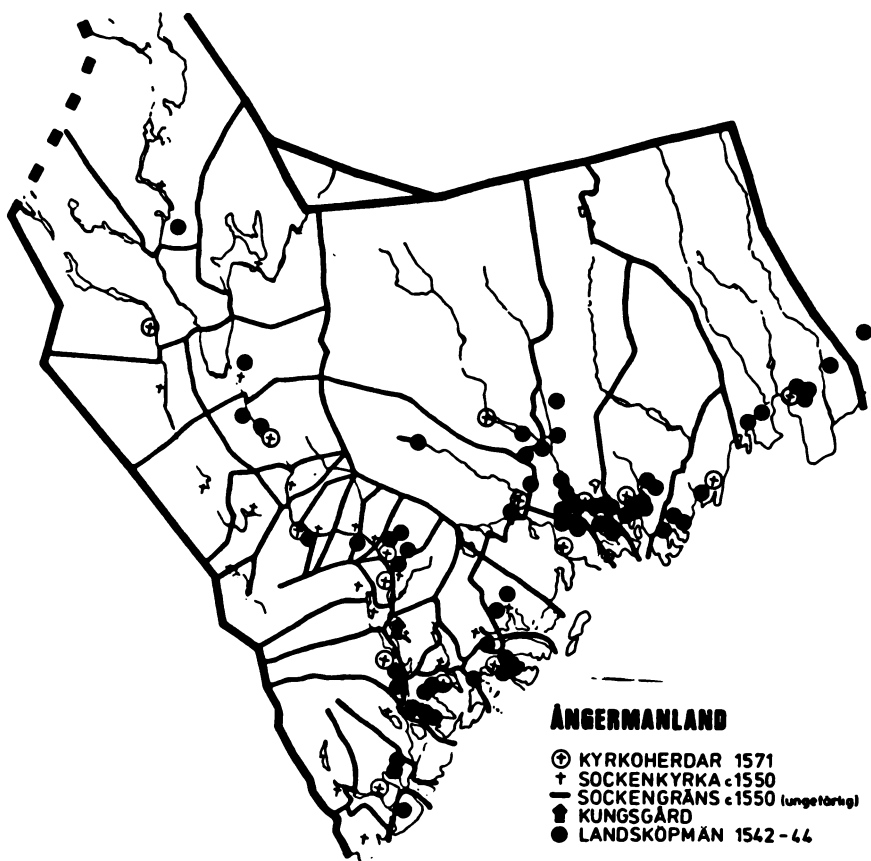 ÅNGERMANLAND
KYRKOHERDAR 1571
SOCKENKYRKA c1550
SOCKENGRÄNS c1550 (ungefärlig)
KUNGSGÅRD
LANDSKÖPMÄN 1542-44